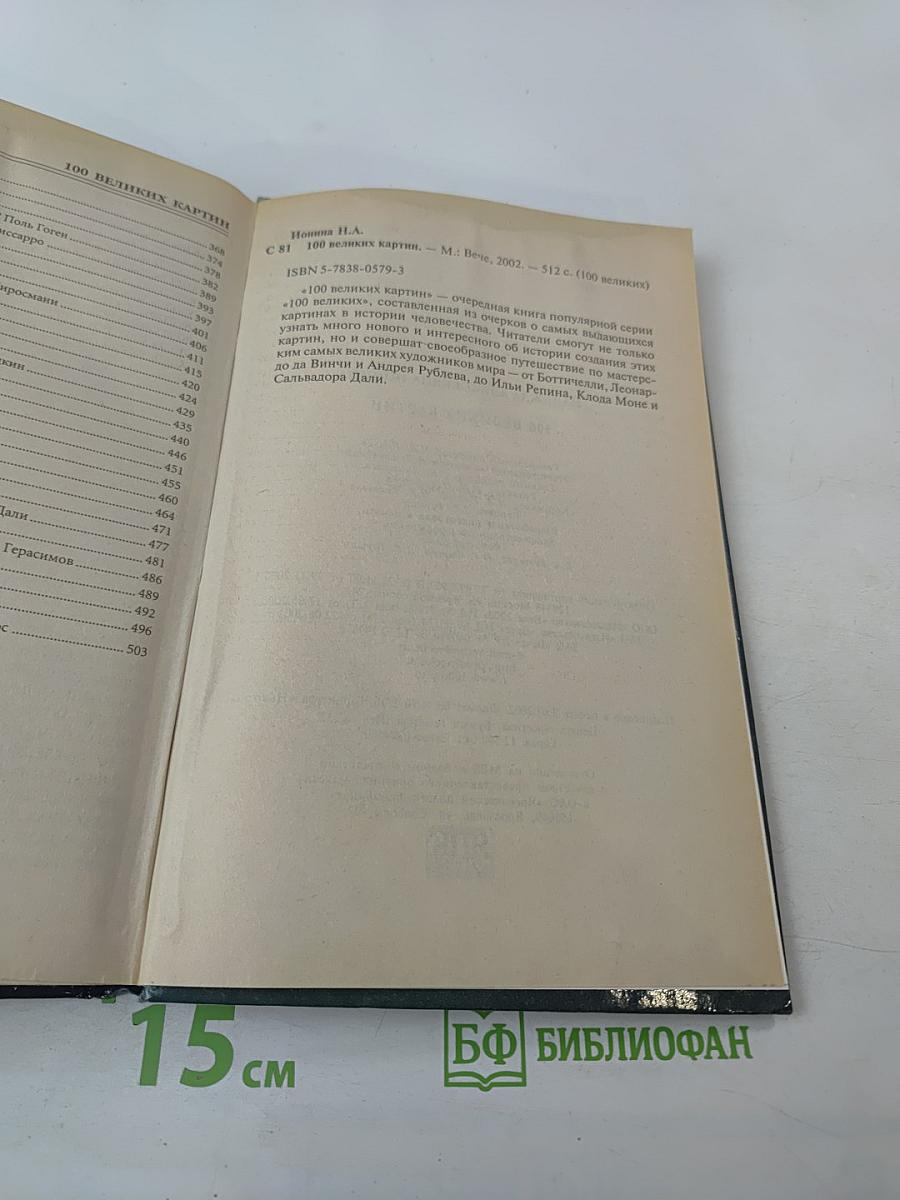 100 ВЕЛИКИХ КАРТИН
368
Поль Гоген
374
378
382
389
393
397
401
406
411
415
420
424
429
435
440
446
451
455
460
464
471
477
481
Герасимов
486
489
492
496
503
Ионина Н.А.
С 81 100 великих картин. — М.: Вече, 2002. — 512 с. (100 великих)
ISBN 5-7838-0579-3
«100 великих картин» — очередная книга популярной серии
«100 великих», составленная из очерков о самых выдающихся
картинах в истории человечества. Читатели смогут не только
узнать много нового и интересного об истории создания этих
картин, но и совершат своеобразное путешествие по мастерс-
ким самых великих художников мира — от Боттичелли, Леонар-
до да Винчи и Андрея Рублева, до Ильи Репина, Клода Моне и
Сальвадора Дали.
15 см
БФ БИБЛИОФАН